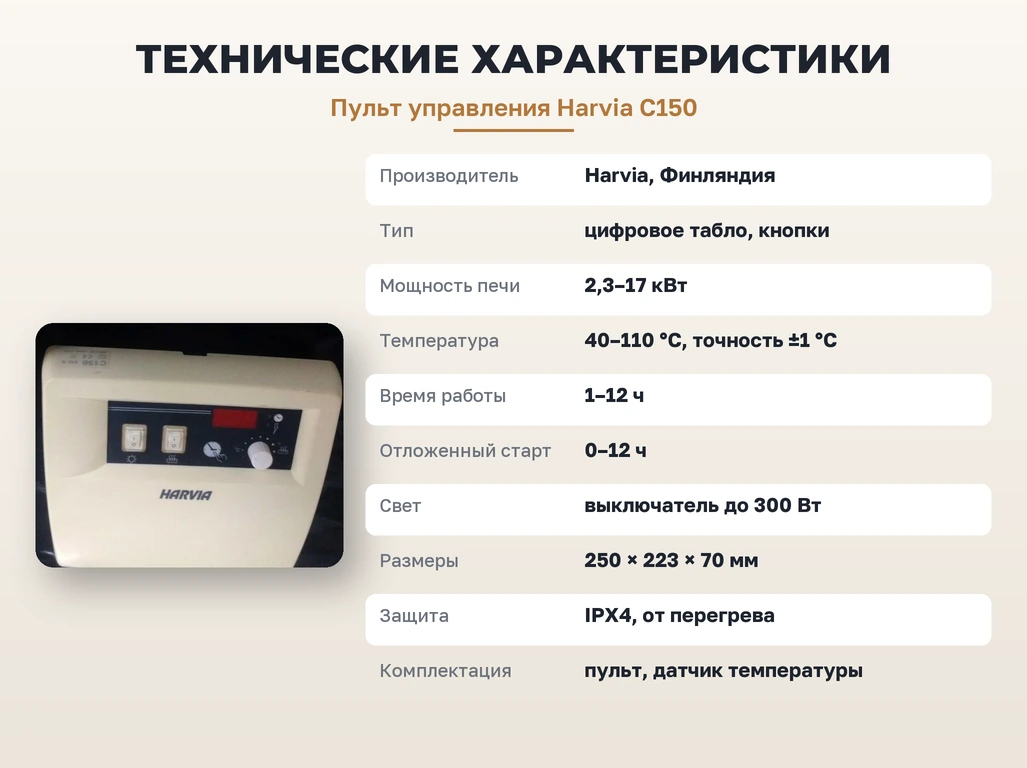 ТЕХНИЧЕСКИЕ ХАРАКТЕРИСТИКИ
Пульт управления Harvia C150
Производитель Harvia, Финляндия
Тип цифровое табло, кнопки
Мощность печи 2,3–17 кВт
Температура 40–110 °C, точность ±1 °C
Время работы 1–12 ч
Отложенный старт 0–12 ч
Свет выключатель до 300 Вт
Размеры 250 × 223 × 70 мм
Защита IPX4, от перегрева
Комплектация пульт, датчик температуры
HARVIA